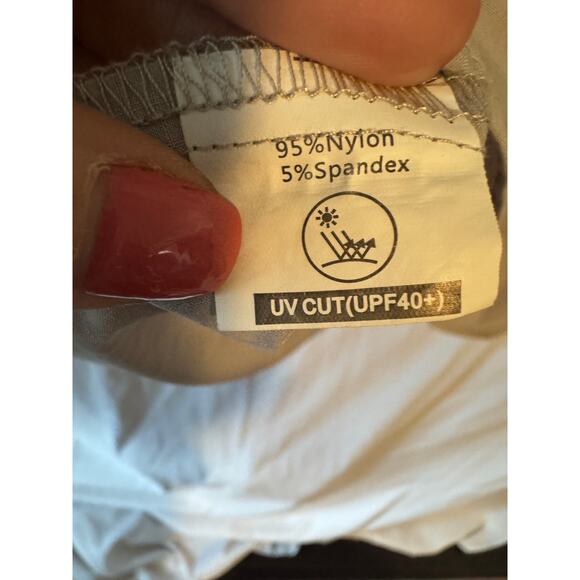 95%Nylon
5%Spandex
UV CUT(UPF40+)